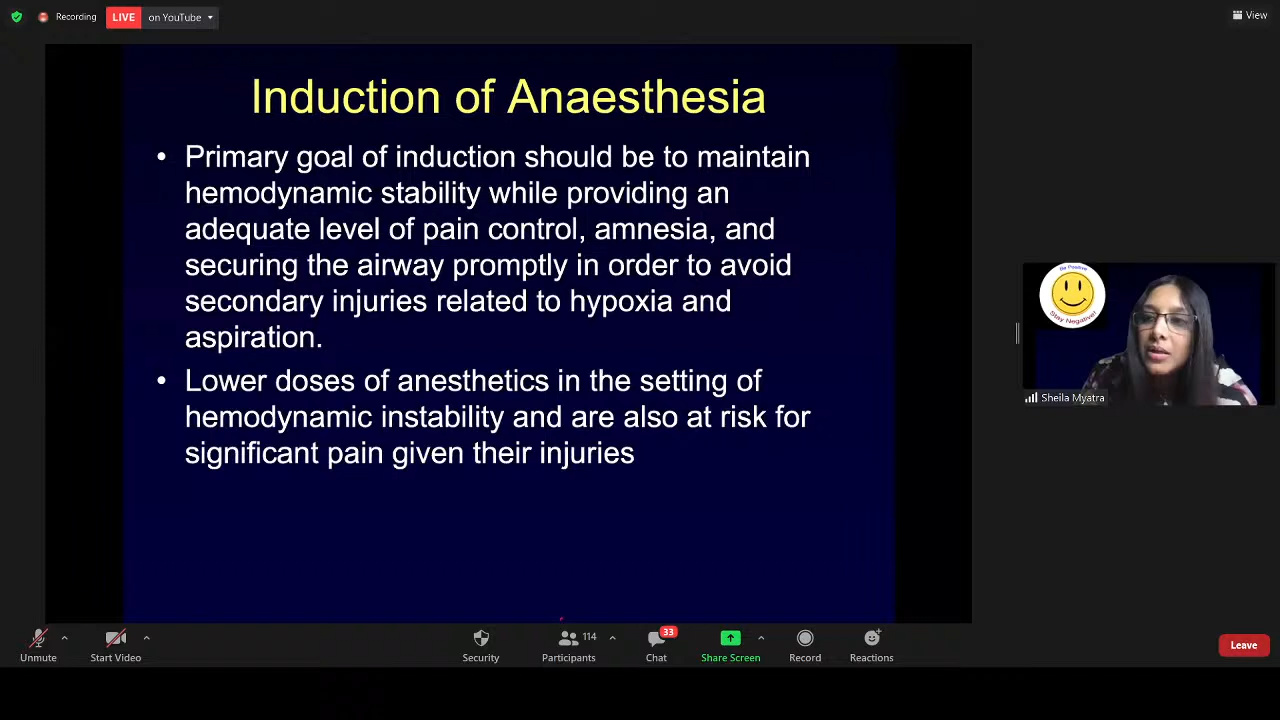 Recording
LIVE on YouTube
View
Induction of Anaesthesia
• Primary goal of induction should be to maintain
hemodynamic stability while providing an
adequate level of pain control, amnesia, and
securing the airway promptly in order to avoid
secondary injuries related to hypoxia and
aspiration.
• Lower doses of anesthetics in the setting of
hemodynamic instability and are also at risk for
significant pain given their injuries
Be Positive
Stay Negative!
Sheila Myatra
Unmute
Start Video
Security
114
Participants
33
Chat
Share Screen
Record
Reactions
Leave